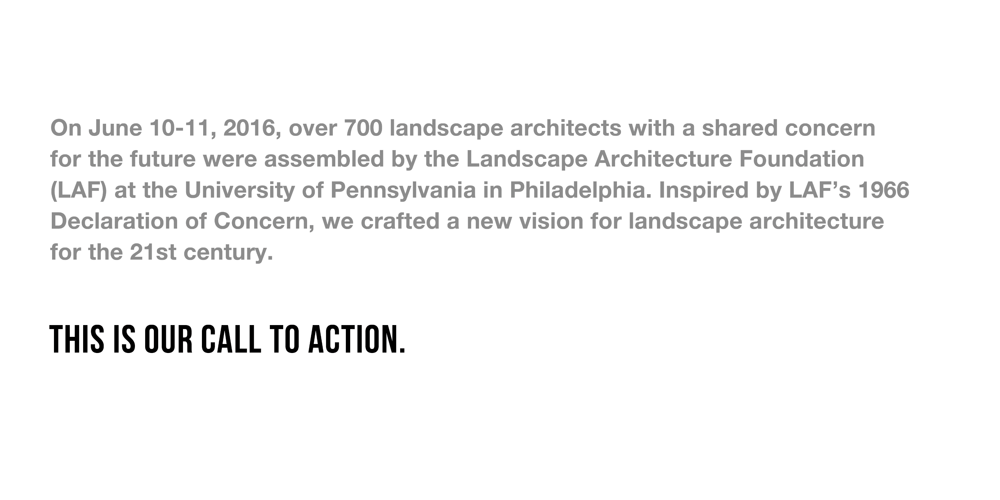 On June 10-11, 2016, over 700 landscape architects with a shared concern
for the future were assembled by the Landscape Architecture Foundation
(LAF) at the University of Pennsylvania in Philadelphia. Inspired by LAF’s 1966
Declaration of Concern, we crafted a new vision for landscape architecture
for the 21st century.
THIS IS OUR CALL TO ACTION.